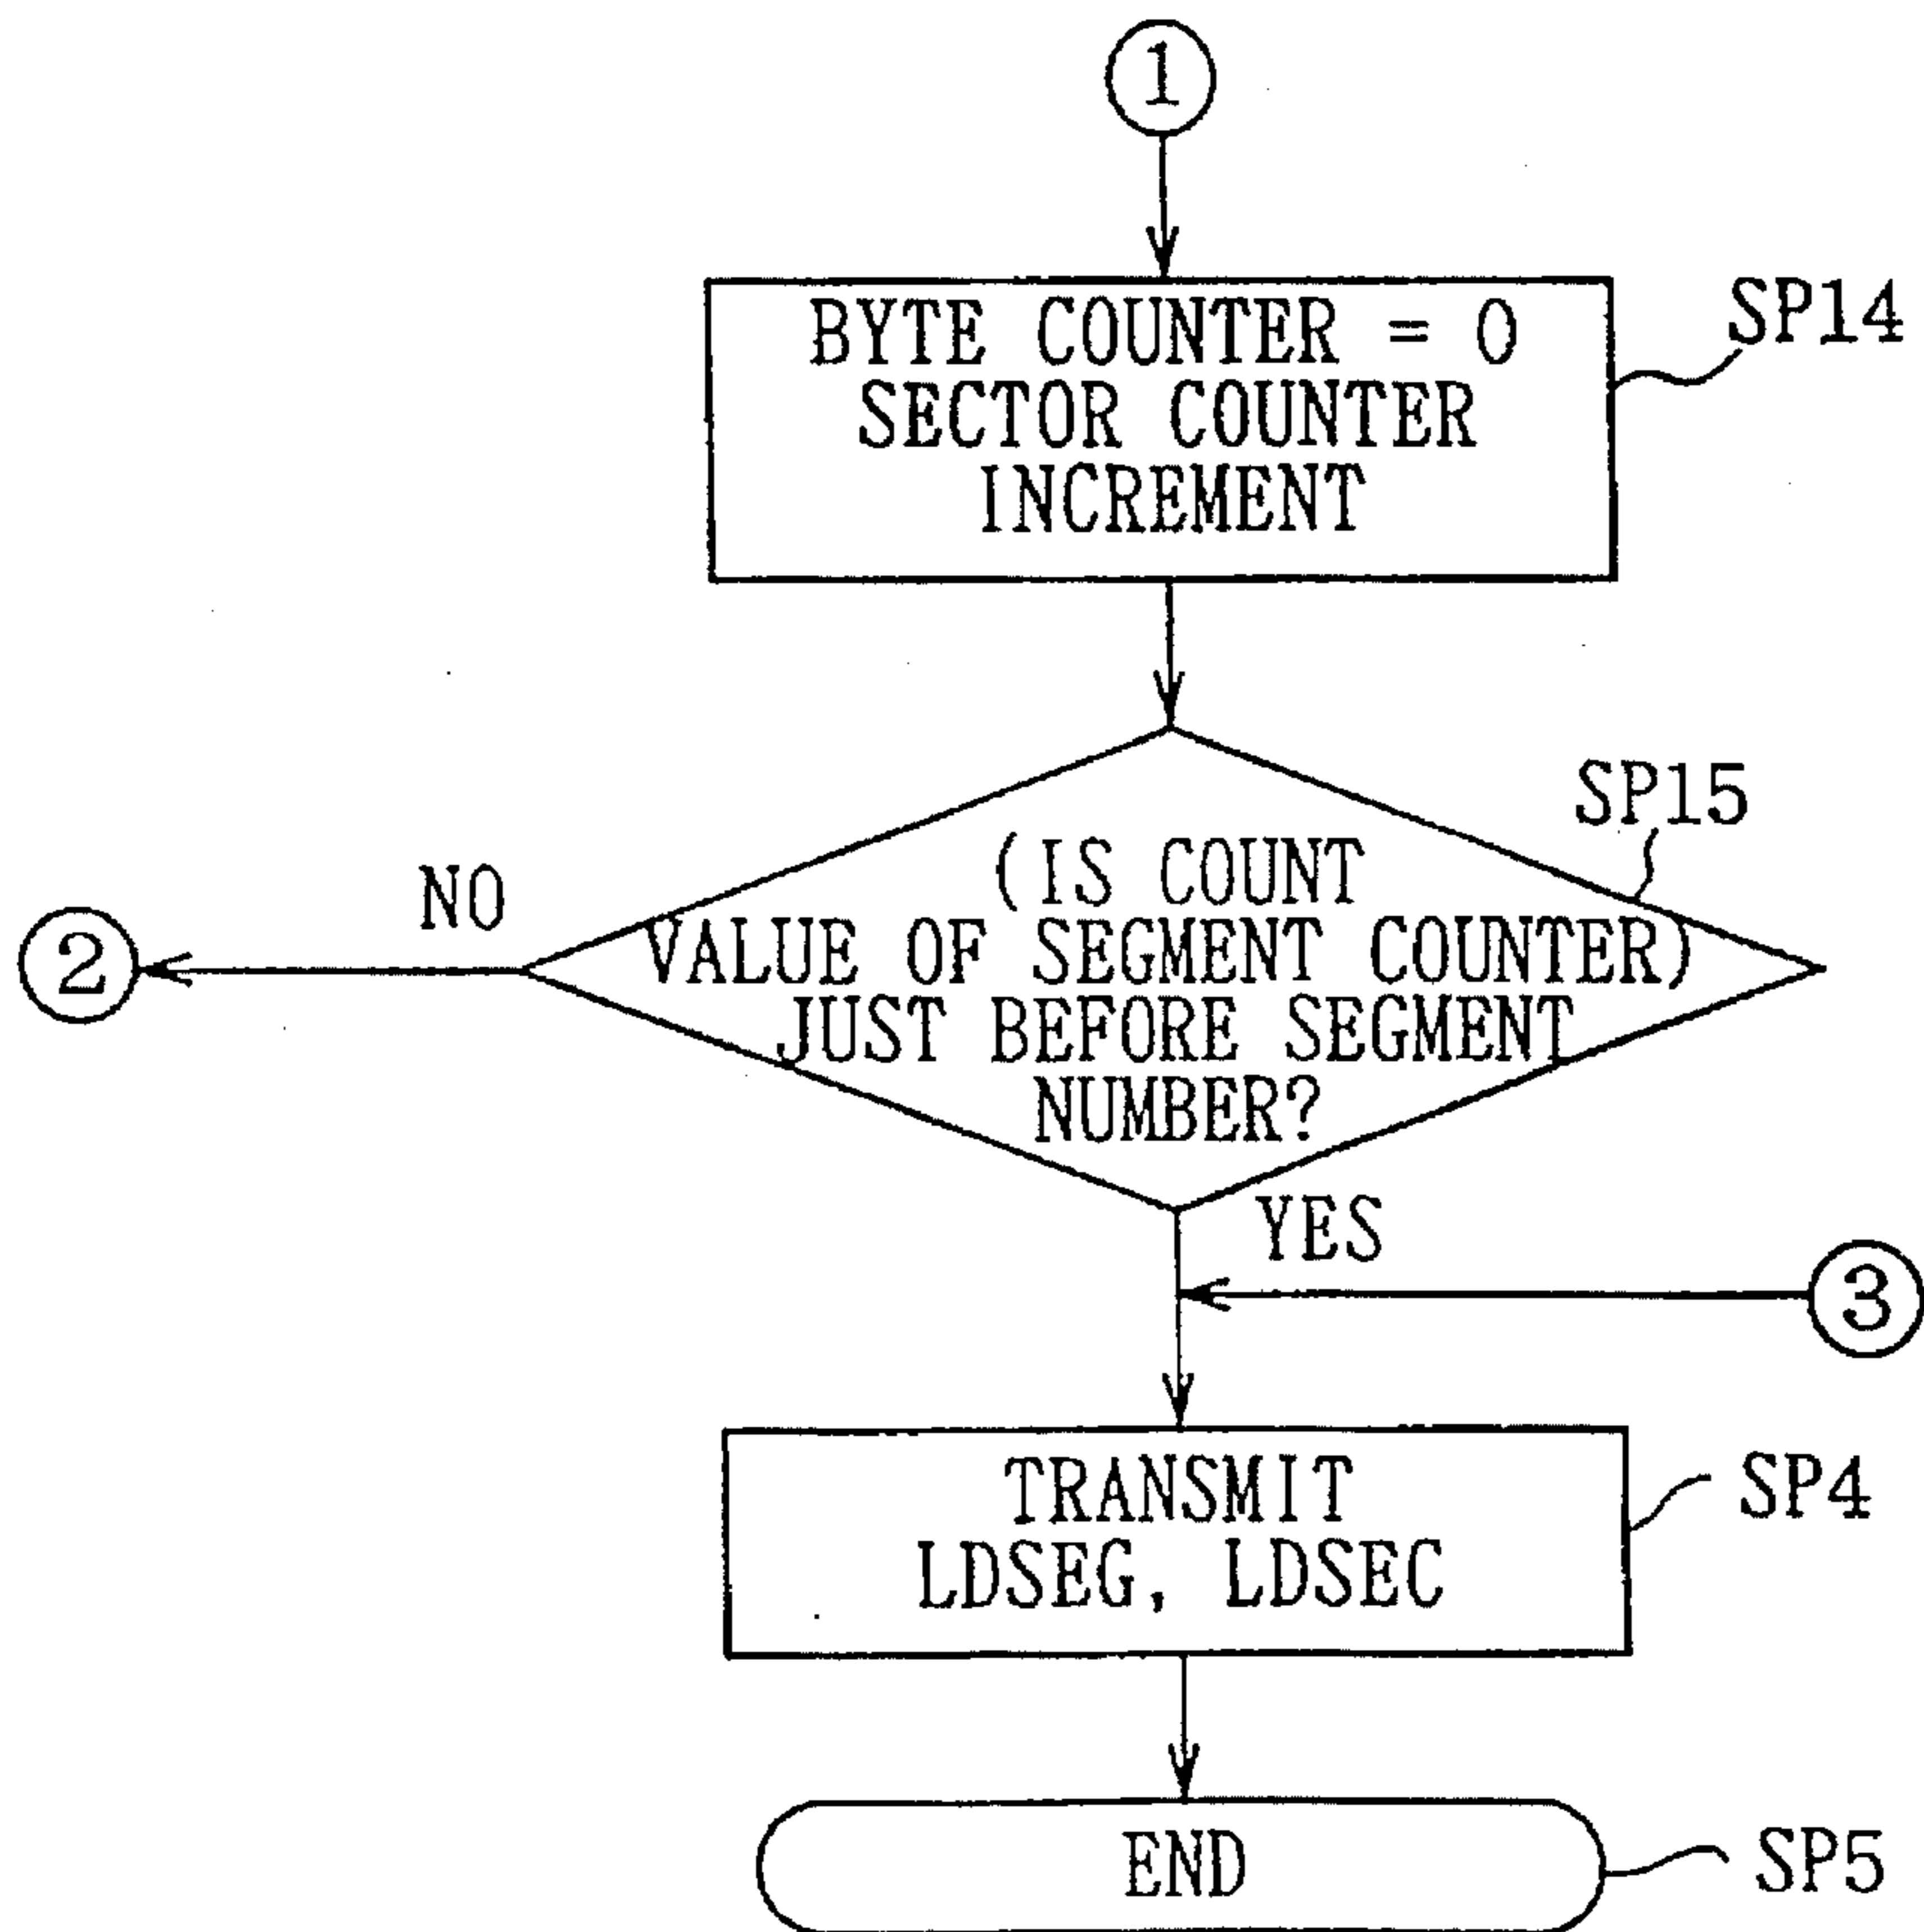 1
BYTE COUNTER = 0
SECTOR COUNTER
INCREMENT
SP14
SP15
(IS COUNT
VALUE OF SEGMENT COUNTER)
JUST BEFORE SEGMENT
NUMBER?
NO
2
YES
3
TRANSMIT
LDSEG, LDSEC
SP4
END
SP5